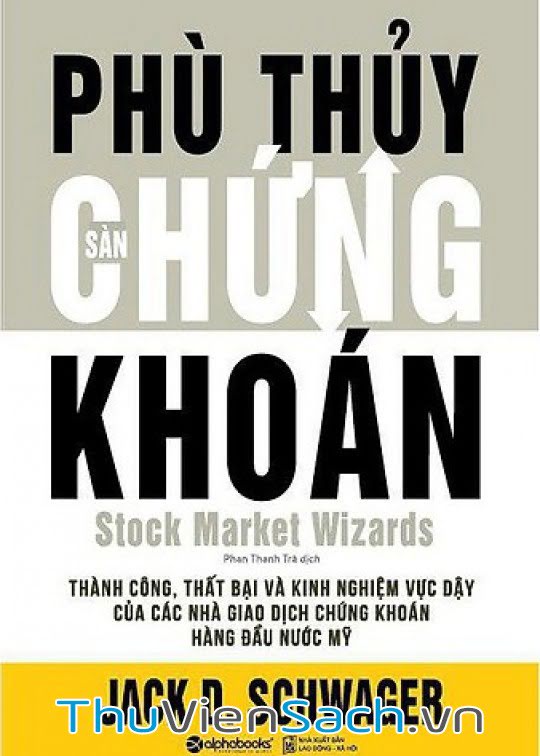 PHÙ THỦY
SÀN
CHỨNG
KHOÁN
Stock Market Wizards
Phan Thanh Trà dịch
THÀNH CÔNG, THẤT BẠI VÀ KINH NGHIỆM VỰC DẬY
CỦA CÁC NHÀ GIAO DỊCH CHỨNG KHOÁN
HÀNG ĐẦU NƯỚC MỸ
JACK D. SCHWAGER
ThuVienSach.vn
alphabooks
NHÀ XUẤT BẢN
LAO ĐỘNG - XÃ HỘI